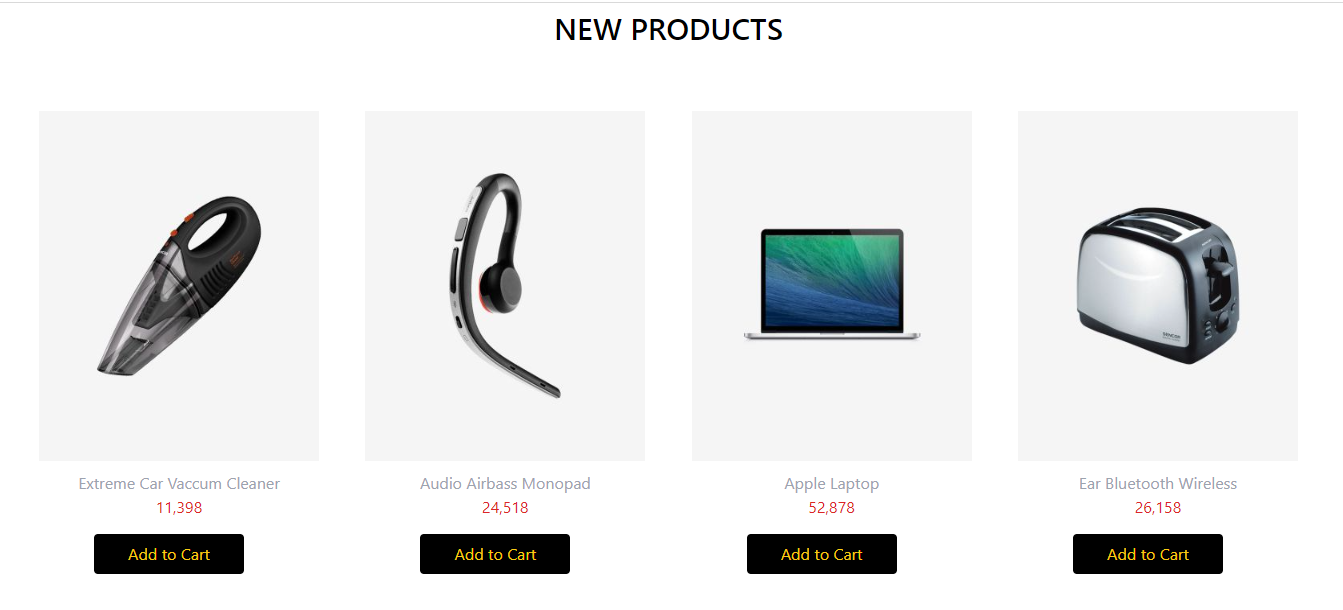 NEW PRODUCTS
Extreme Car Vaccum Cleaner
11,398
Add to Cart
Audio Airbass Monopad
24,518
Add to Cart
Apple Laptop
52,878
Add to Cart
SENCOR
Ear Bluetooth Wireless
26,158
Add to Cart